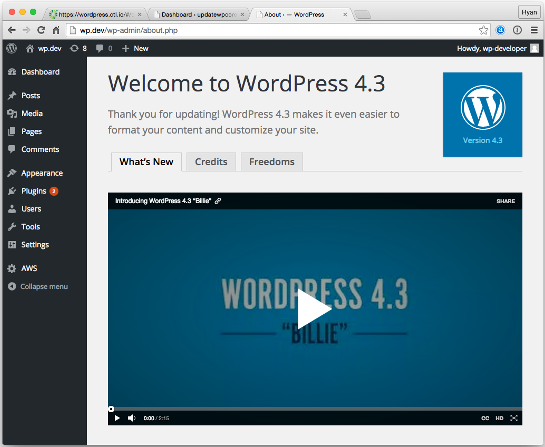 https://wordpress.ctl.io/w
Dashboard ‹ updatewpdom
About ‹ — WordPress
Hyan
wp.dev/wp-admin/about.php
wp.dev
8
0
+ New
Howdy, wp-developer
Dashboard
Posts
Media
Pages
Comments
Appearance
Plugins 3
Users
Tools
Settings
AWS
Collapse menu
Welcome to WordPress 4.3
Thank you for updating! WordPress 4.3 makes it even easier to
format your content and customize your site.
Version 4.3
What's New
Credits
Freedoms
Introducing WordPress 4.3 "Billie"
SHARE
WORDPRESS 4.3
"BILLIE"
0:00 / 2:15
CC HD